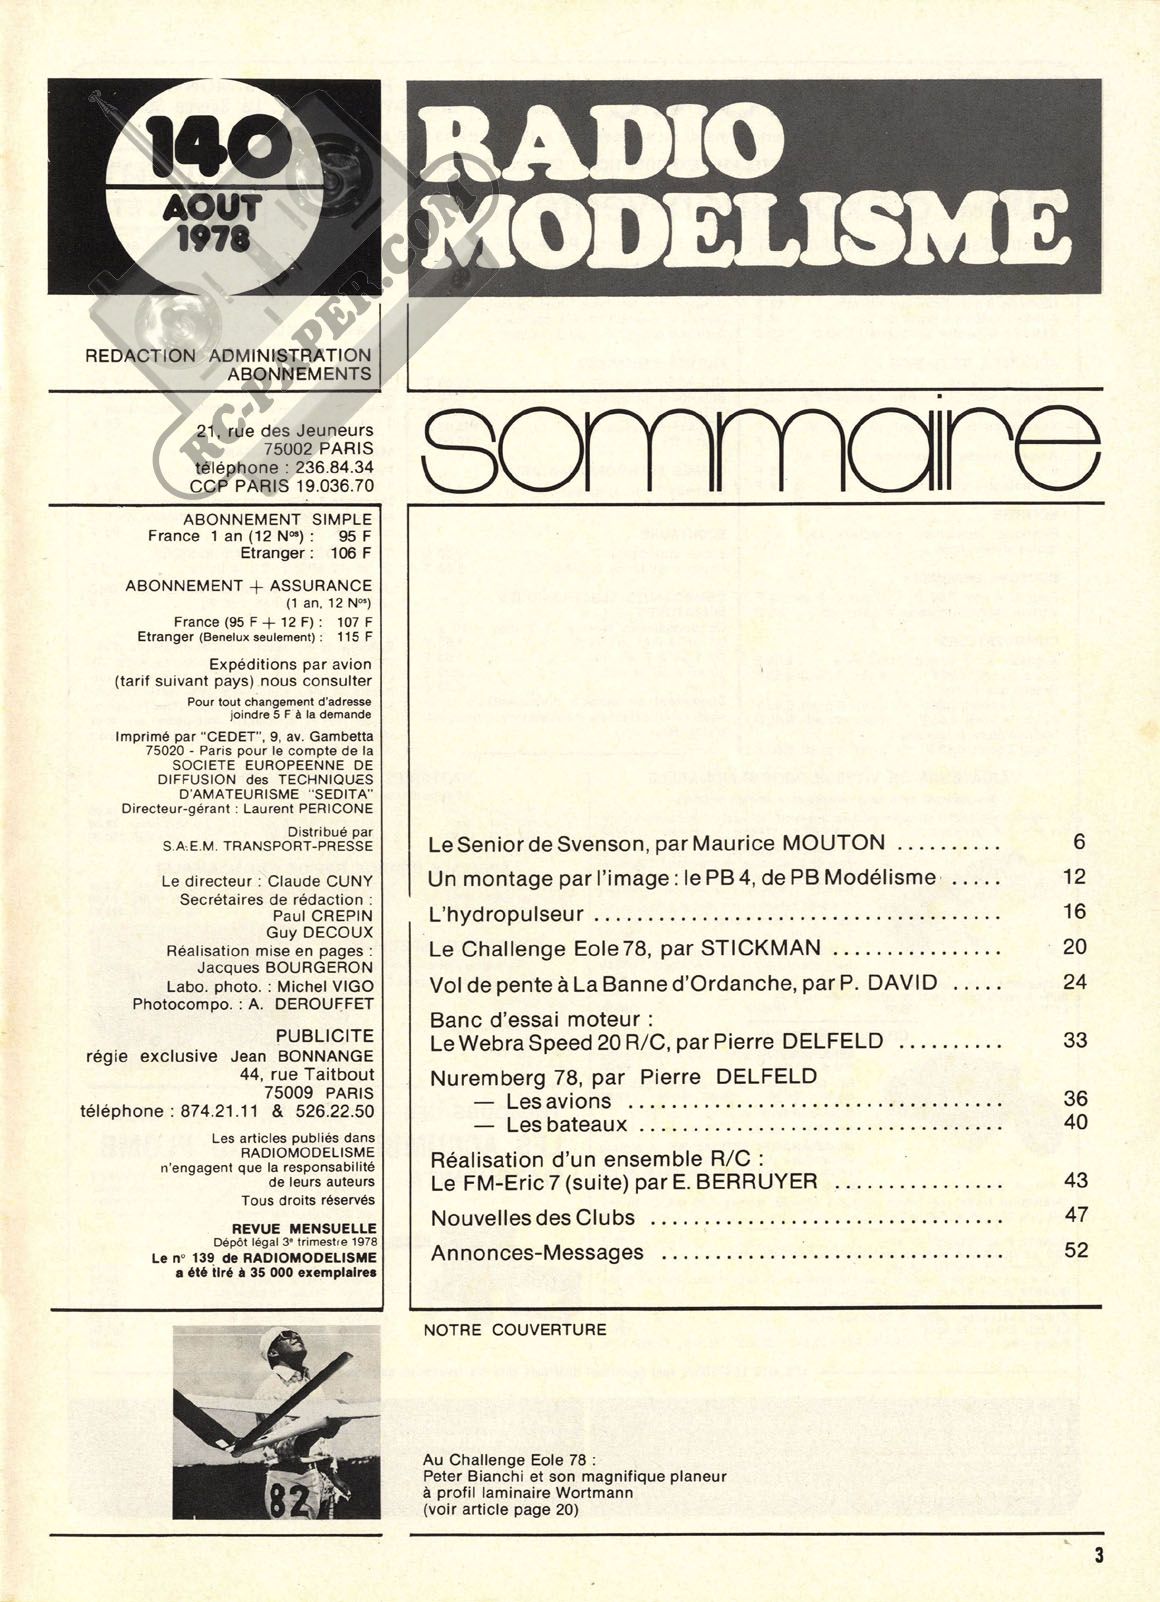 140
AOUT
1978
RADIO
MODELISME
RC-PAPER.COM
REDACTION ADMINISTRATION
ABONNEMENTS
21, rue des Jeuneurs
75002 PARIS
téléphone : 236.84.34
CCP PARIS 19.036.70
ABONNEMENT SIMPLE
France 1 an (12 Nos) : 95 F
Etranger : 106 F
ABONNEMENT + ASSURANCE
(1 an, 12 Nos)
France (95 F + 12 F) : 107 F
Etranger (Benelux seulement) : 115 F
Expéditions par avion
(tarif suivant pays) nous consulter
Pour tout changement d'adresse
joindre 5 F à la demande
Imprimé par "CEDET", 9, av. Gambetta
75020 - Paris pour le compte de la
SOCIETE EUROPEENNE DE
DIFFUSION des TECHNIQUES
D'AMATEURISME "SEDITA"
Directeur-gérant : Laurent PERICONE
Distribué par
S.A.E.M. TRANSPORT-PRESSE
Le directeur : Claude CUNY
Secrétaires de rédaction :
Paul CREPIN
Guy DECOUX
Réalisation mise en pages :
Jacques BOURGERON
Labo. photo. : Michel VIGO
Photocompo. : A. DEROUFFET
PUBLICITE
régie exclusive Jean BONNANGE
44, rue Taitbout
75009 PARIS
téléphone : 874.21.11 & 526.22.50
Les articles publiés dans
RADIOMODELISME
n'engagent que la responsabilité
de leurs auteurs
Tous droits réservés
REVUE MENSUELLE
Dépôt légal 3e trimestre 1978
Le n° 139 de RADIOMODELISME
a été tiré à 35 000 exemplaires
sommaire
Le Senior de Svenson, par Maurice MOUTON .......... 6
Un montage par l'image : le PB 4, de PB Modélisme ..... 12
L'hydropulseur ...................................... 16
Le Challenge Eole 78, par STICKMAN ................ 20
Vol de pente à La Banne d'Ordanche, par P. DAVID ..... 24
Banc d'essai moteur :
Le Webra Speed 20 R/C, par Pierre DELFELD .......... 33
Nuremberg 78, par Pierre DELFELD
— Les avions ................................... 36
— Les bateaux .................................. 40
Réalisation d'un ensemble R/C :
Le FM-Eric 7 (suite) par E. BERRUYER ................ 43
Nouvelles des Clubs ................................. 47
Annonces-Messages ................................ 52
NOTRE COUVERTURE
82
Au Challenge Eole 78 :
Peter Bianchi et son magnifique planeur
à profil laminaire Wortmann
(voir article page 20)
3